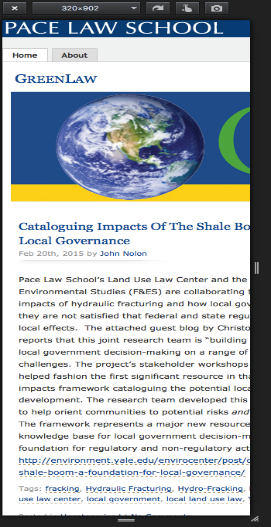 320×902
PACE LAW SCHOOL
Home About
GREENLAW
Cataloguing Impacts Of The Shale Bo
Local Governance
Feb 20th, 2015 by John Nolon
Pace Law School's Land Use Law Center and the
Environmental Studies (F&ES) are collaborating t
impacts of hydraulic fracturing and how local gov
they are not satisfied that federal and state regu
local effects. The attached guest blog by Christo
reports that this joint research team is "building
local government decision-making on a range of
challenges. The project's stakeholder workshops
helped fashion the first significant resource in tha
impacts framework cataloguing the potential loca
development. The research team developed this
to help orient communities to potential risks and
The framework represents a major new resource
knowledge base for local government decision-m
foundation for regulatory and non-regulatory act
http://environment.yale.edu/envirocenter/post/c
shale-boom-a-foundation-for-local-governance/
Tags: fracking, Hydraulic Fracturing, Hydro-Fracking,
use law center, local government, local land use law,